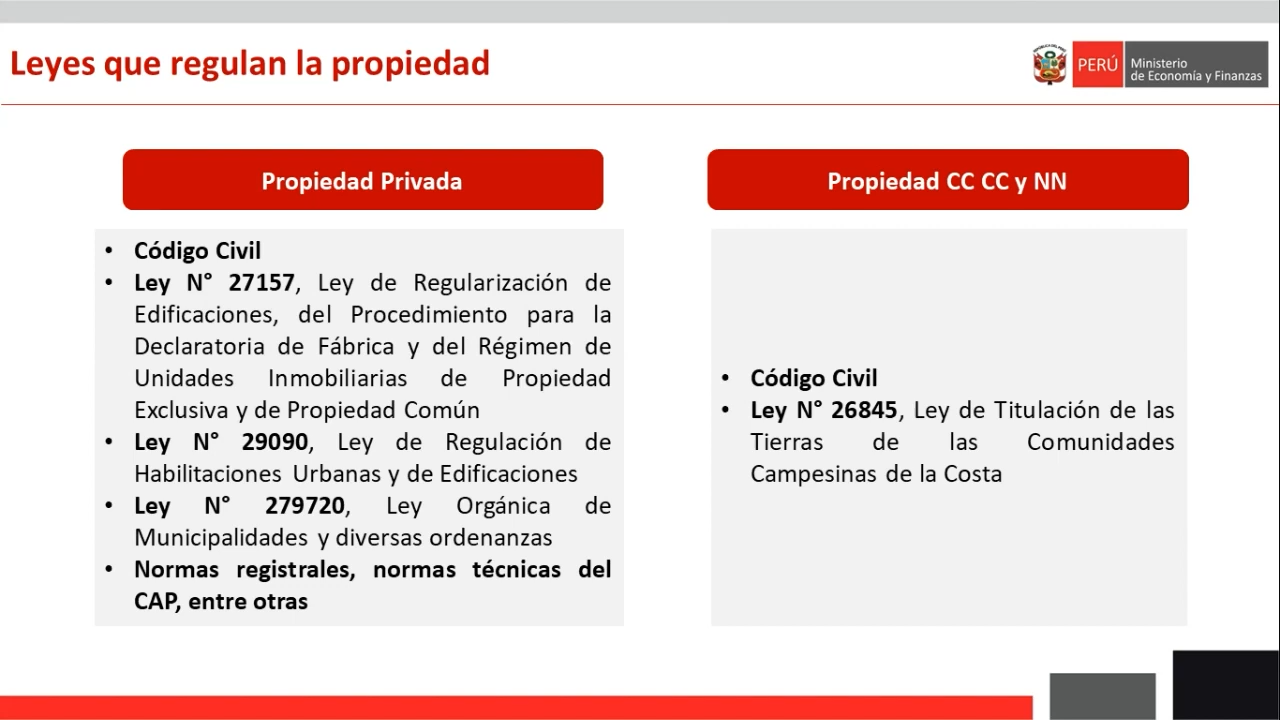 Leyes que regulan la propiedad
PERÚ
Ministerio
de Economía y Finanzas
Propiedad Privada
• Código Civil
• Ley N° 27157, Ley de Regularización de
Edificaciones, del Procedimiento para la
Declaratoria de Fábrica y del Régimen de
Unidades Inmobiliarias de Propiedad
Exclusiva y de Propiedad Común
• Ley N° 29090, Ley de Regulación de
Habilitaciones Urbanas y de Edificaciones
• Ley N° 279720, Ley Orgánica de
Municipalidades y diversas ordenanzas
• Normas registrales, normas técnicas del
CAP, entre otras
Propiedad CC CC y NN
• Código Civil
• Ley N° 26845, Ley de Titulación de las
Tierras de las Comunidades
Campesinas de la Costa